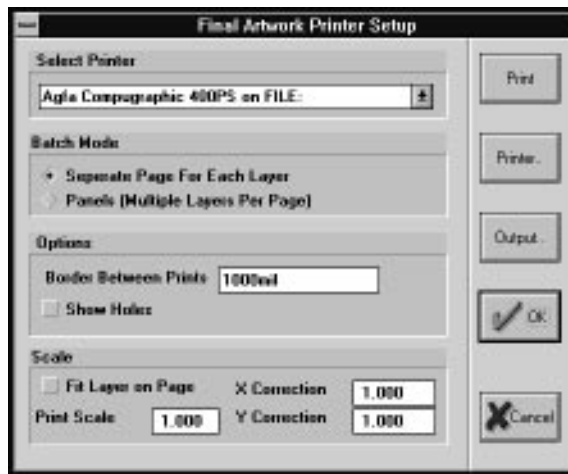 Final Artwork Printer Setup
Select Printer
Agfa Compugraphic 400PS on FILE:
Batch Mode
Seperate Page For Each Layer
Panels (Multiple Layers Per Page)
Options
Border Between Prints 1000mil
Show Holes
Scale
Fit Layer on Page X Correction 1.000
Print Scale 1.000 Y Correction 1.000
Print
Printer..
Output..
OK
Cancel